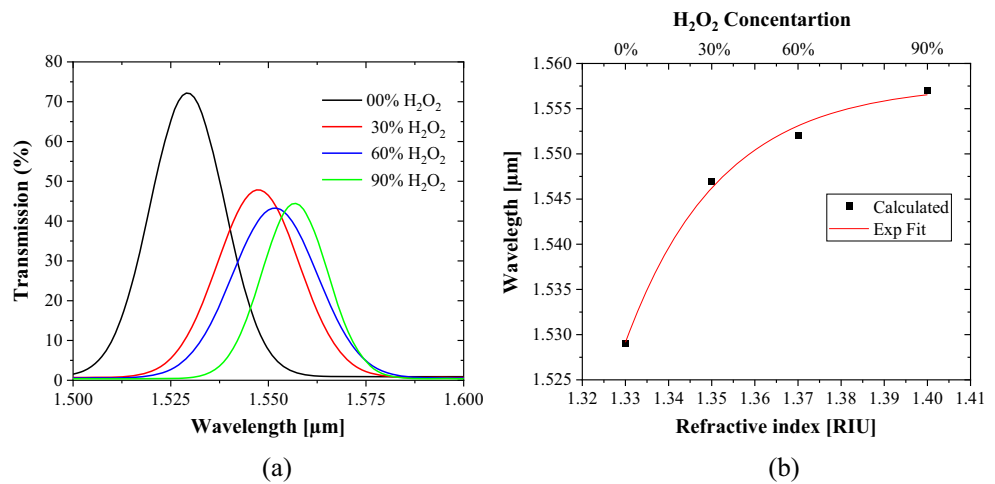 80
70
60
50
40
30
20
10
0
Transmission (%)
00% H₂O₂
30% H₂O₂
60% H₂O₂
90% H₂O₂
1.500 1.525 1.550 1.575 1.600
Wavelength [µm]
(a)
H₂O₂ Concentartion
0% 30% 60% 90%
1.560
1.555
1.550
1.545
1.540
1.535
1.530
1.525
Wavelegth [µm]
Calculated
Exp Fit
1.32 1.33 1.34 1.35 1.36 1.37 1.38 1.39 1.40 1.41
Refractive index [RIU]
(b)